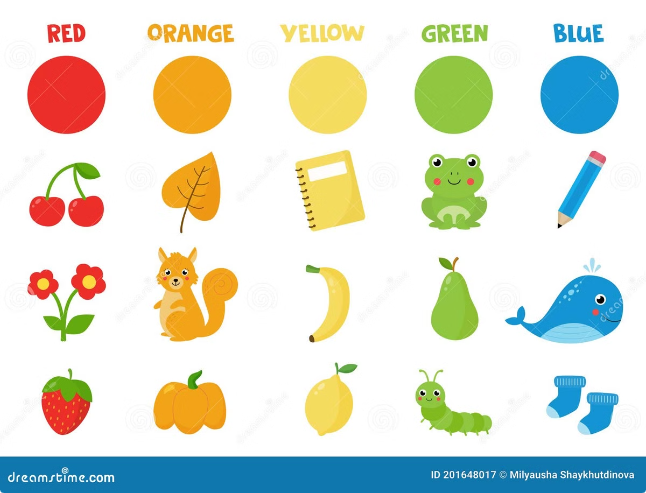 RED ORANGE YELLOW GREEN BLUE
dreamstime.com
ID 201648017 © Milyausha Shaykhutdinova